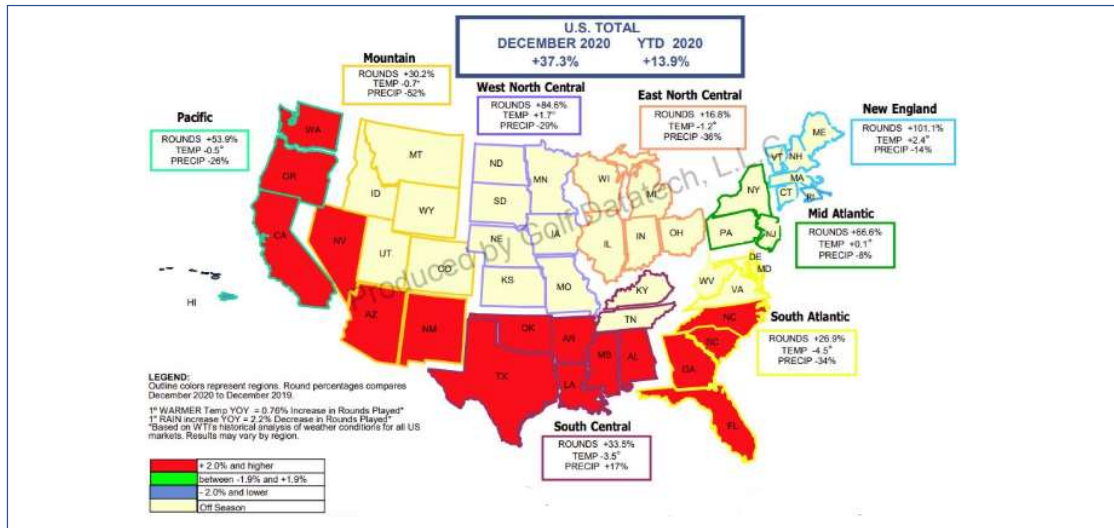 U.S. TOTAL
DECEMBER 2020 YTD 2020
+37.3% +13.9%
Mountain
ROUNDS +30.2%
TEMP -0.7°
PRECIP -52%
West North Central
ROUNDS +84.6%
TEMP +1.7°
PRECIP -29%
East North Central
ROUNDS +16.8%
TEMP -1.2°
PRECIP -36%
New England
ROUNDS +101.1%
TEMP +2.4°
PRECIP -14%
Pacific
ROUNDS +53.9%
TEMP -0.5°
PRECIP -26%
Mid Atlantic
ROUNDS +66.6%
TEMP +0.1°
PRECIP -8%
South Atlantic
ROUNDS +26.9%
TEMP -4.5°
PRECIP -34%
South Central
ROUNDS +33.5%
TEMP -3.5°
PRECIP +17%
WA
OR
CA
NV
ID
MT
WY
UT
CO
AZ
NM
ND
SD
NE
KS
MN
IA
MO
WI
MI
IL
IN
OH
KY
TN
OK
TX
AR
LA
MS
AL
GA
FL
SC
NC
VA
WV
DE
MD
PA
NJ
NY
VT
NH
ME
MA
CT
RI
HI
Produced by Golf Datatech, L.L.C.
LEGEND:
Outline colors represent regions. Round percentages compares
December 2020 to December 2019.
1° WARMER Temp YOY = 0.76% Increase in Rounds Played*
1" RAIN increase YOY = 2.2% Decrease in Rounds Played*
*Based on WTI's historical analysis of weather conditions for all US
markets. Results may vary by region.
+ 2.0% and higher
between -1.9% and +1.9%
- 2.0% and lower
Off Season